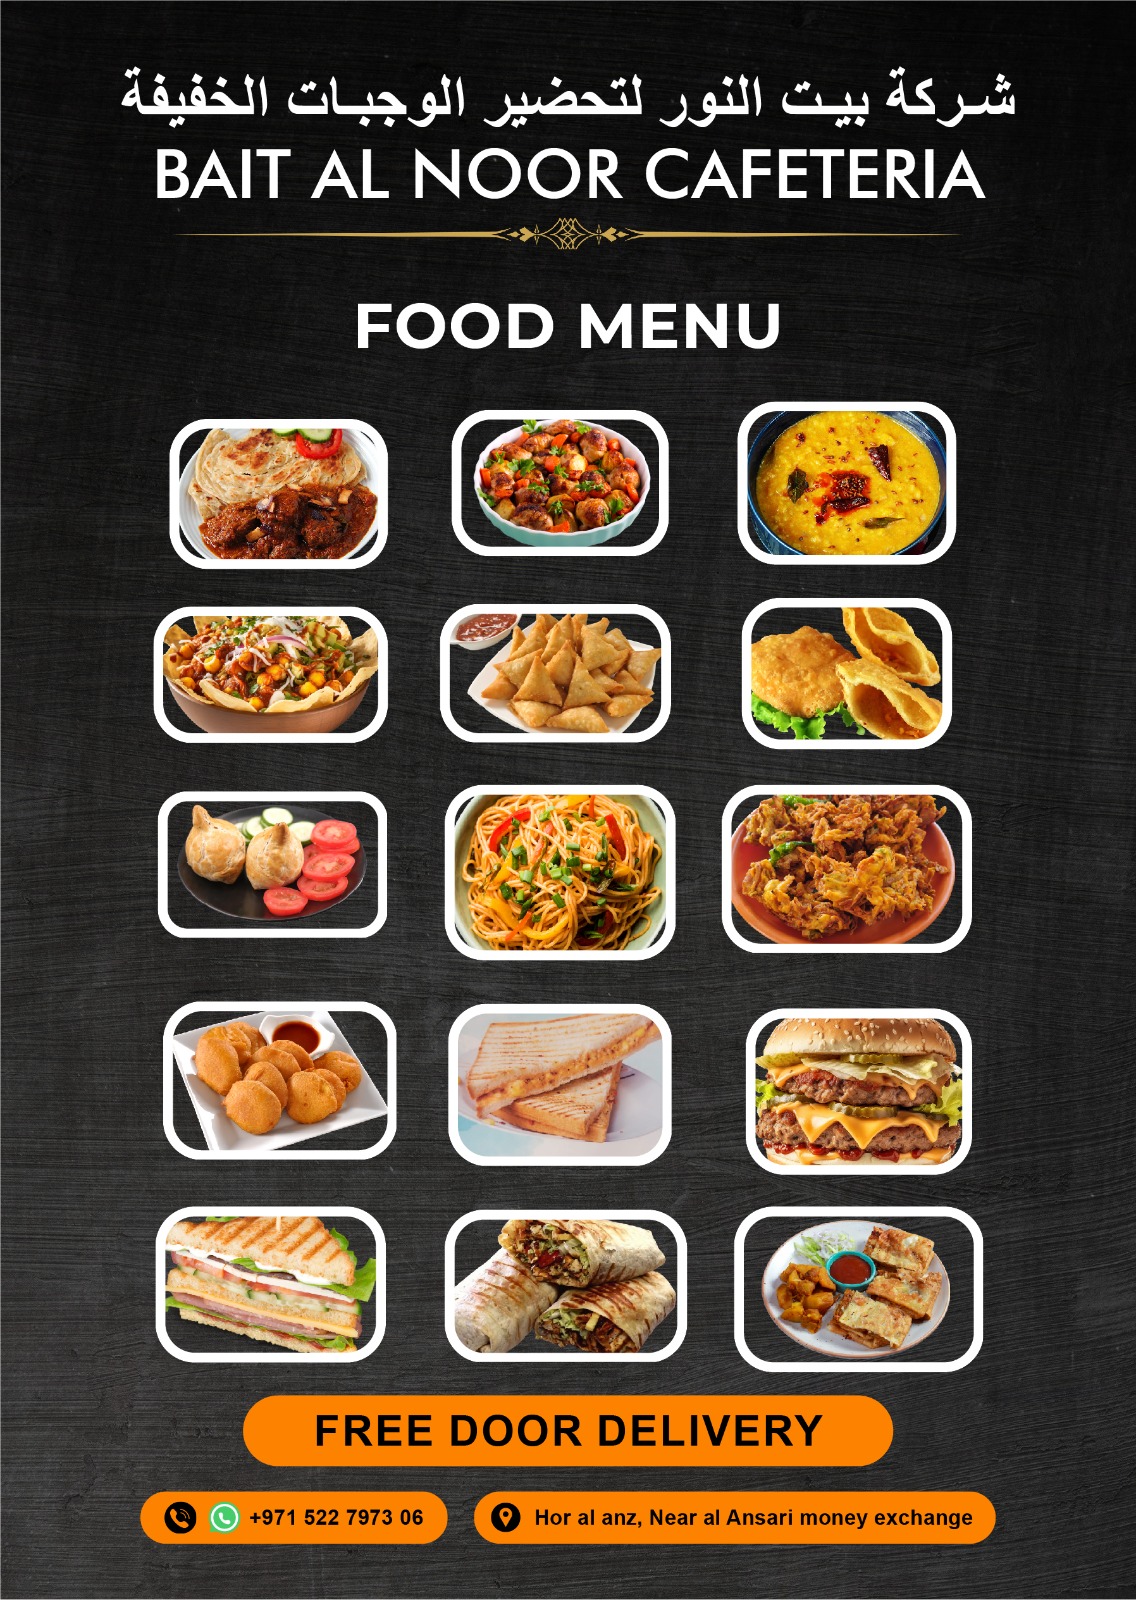 شركة بيت النور لتحضير الوجبات الخفيفة
BAIT AL NOOR CAFETERIA
FOOD MENU
FREE DOOR DELIVERY
+971 522 7973 06
Hor al anz, Near al Ansari money exchange